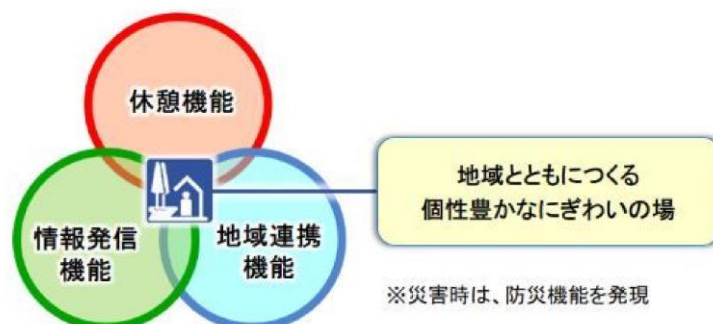 休憩機能
情報発信
機能
地域連携
機能
地域とともにつくる
個性豊かなにぎわいの場
※災害時は、防災機能を発現